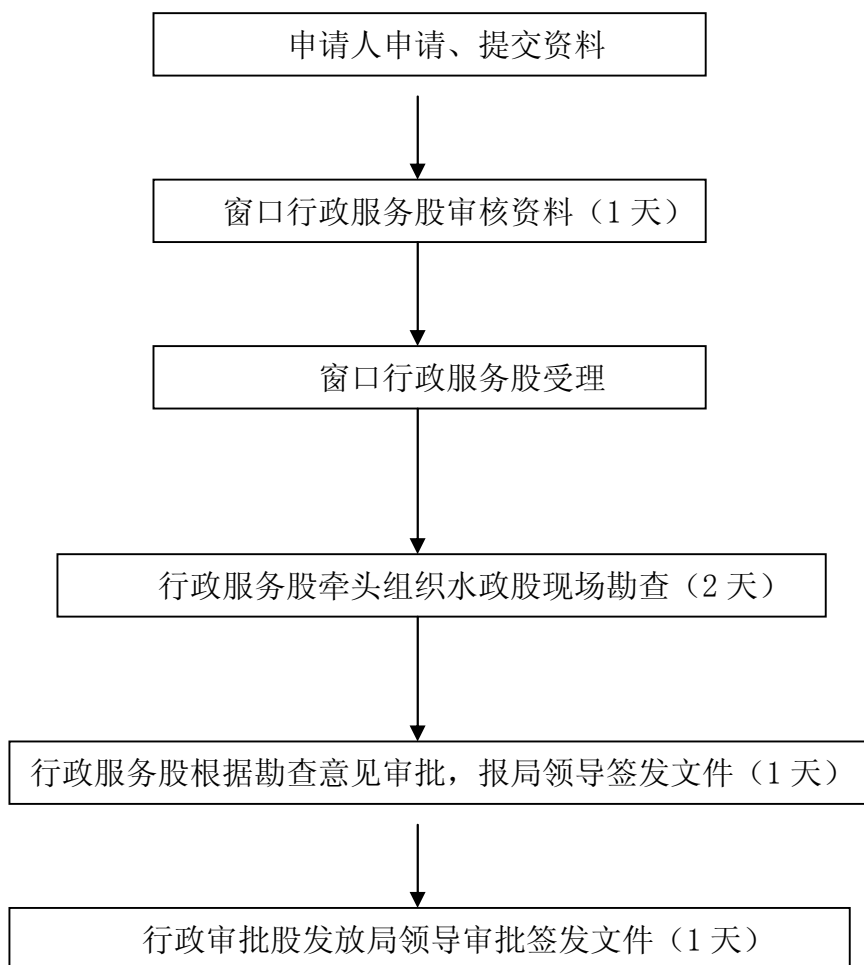 申请人申请、提交资料
窗口行政服务股审核资料（1 天）
窗口行政服务股受理
行政服务股牵头组织水政股现场勘查（2 天）
行政服务股根据勘查意见审批，报局领导签发文件（1 天）
行政审批股发放局领导审批签发文件（1 天）